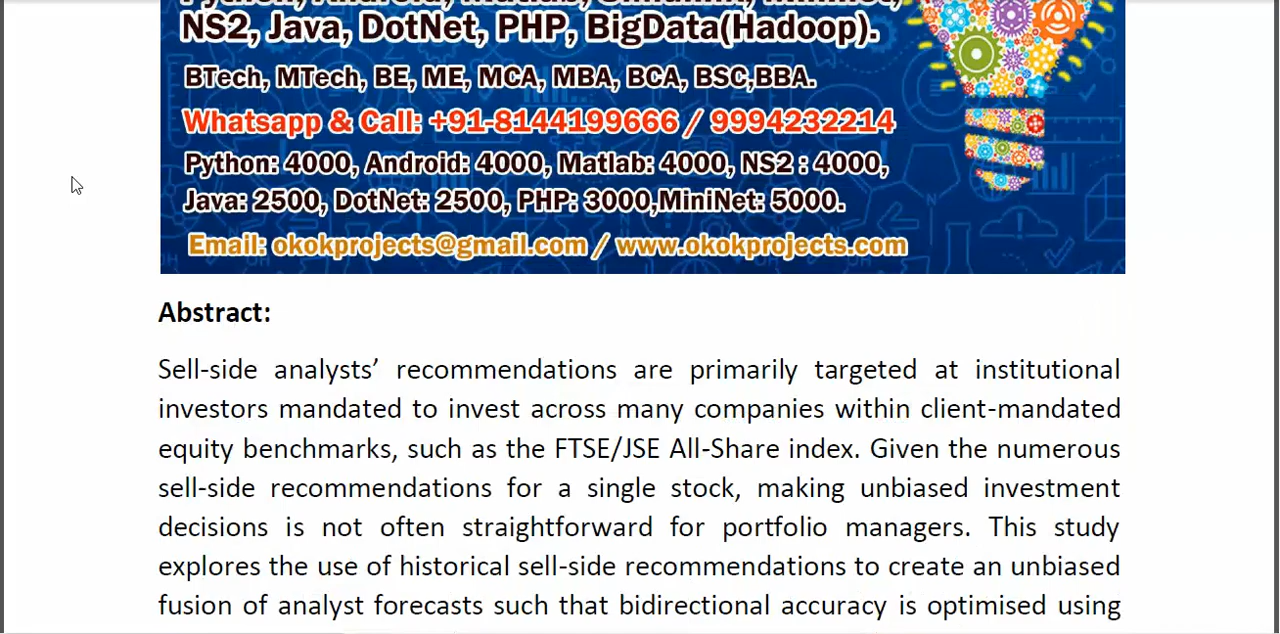 Python, Android, Matlab, Simulink, MiniNet,
NS2, Java, DotNet, PHP, BigData(Hadoop).
BTech, MTech, BE, ME, MCA, MBA, BCA, BSC,BBA.
Whatsapp & Call: +91-8144199666 / 9994232214
Python: 4000, Android: 4000, Matlab: 4000, NS2 : 4000,
Java: 2500, DotNet: 2500, PHP: 3000,MiniNet: 5000.
Email: okokprojects@gmail.com / www.okokprojects.com
Abstract:
Sell-side analysts’ recommendations are primarily targeted at institutional
investors mandated to invest across many companies within client-mandated
equity benchmarks, such as the FTSE/JSE All-Share index. Given the numerous
sell-side recommendations for a single stock, making unbiased investment
decisions is not often straightforward for portfolio managers. This study
explores the use of historical sell-side recommendations to create an unbiased
fusion of analyst forecasts such that bidirectional accuracy is optimised using